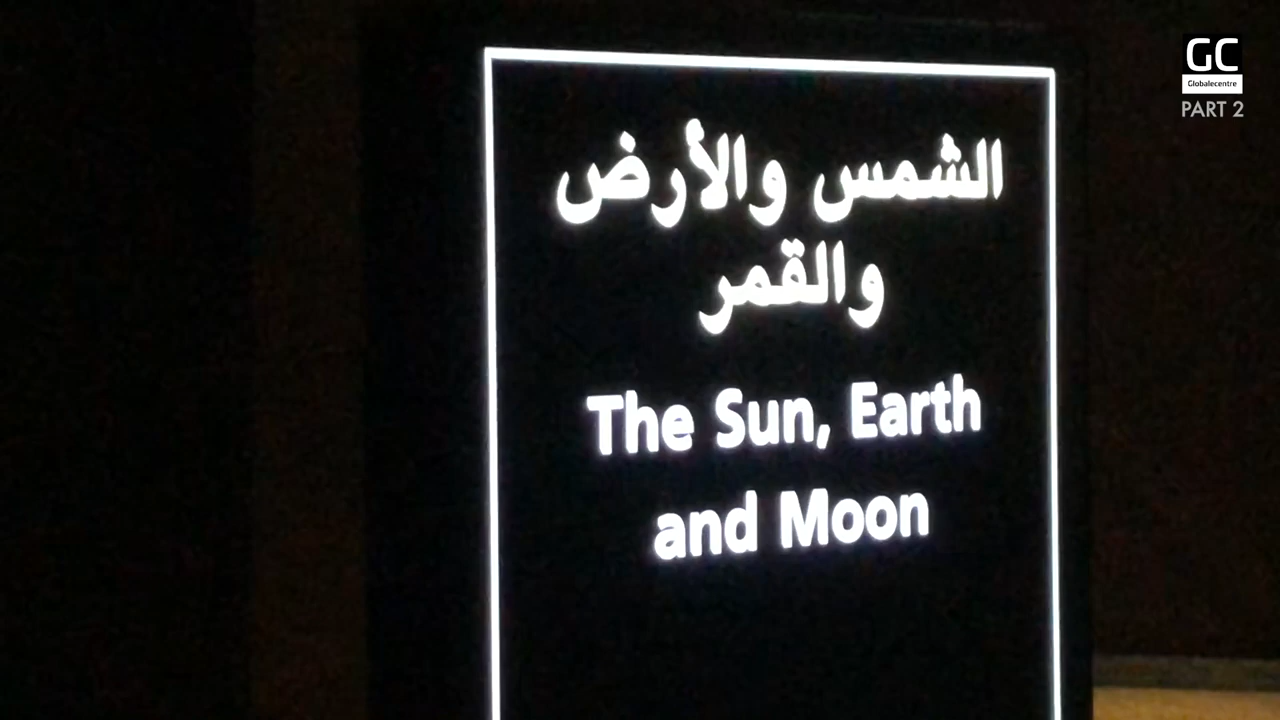 GC
Globalecentre
PART 2
الشمس والأرض
والقمر
The Sun, Earth
and Moon